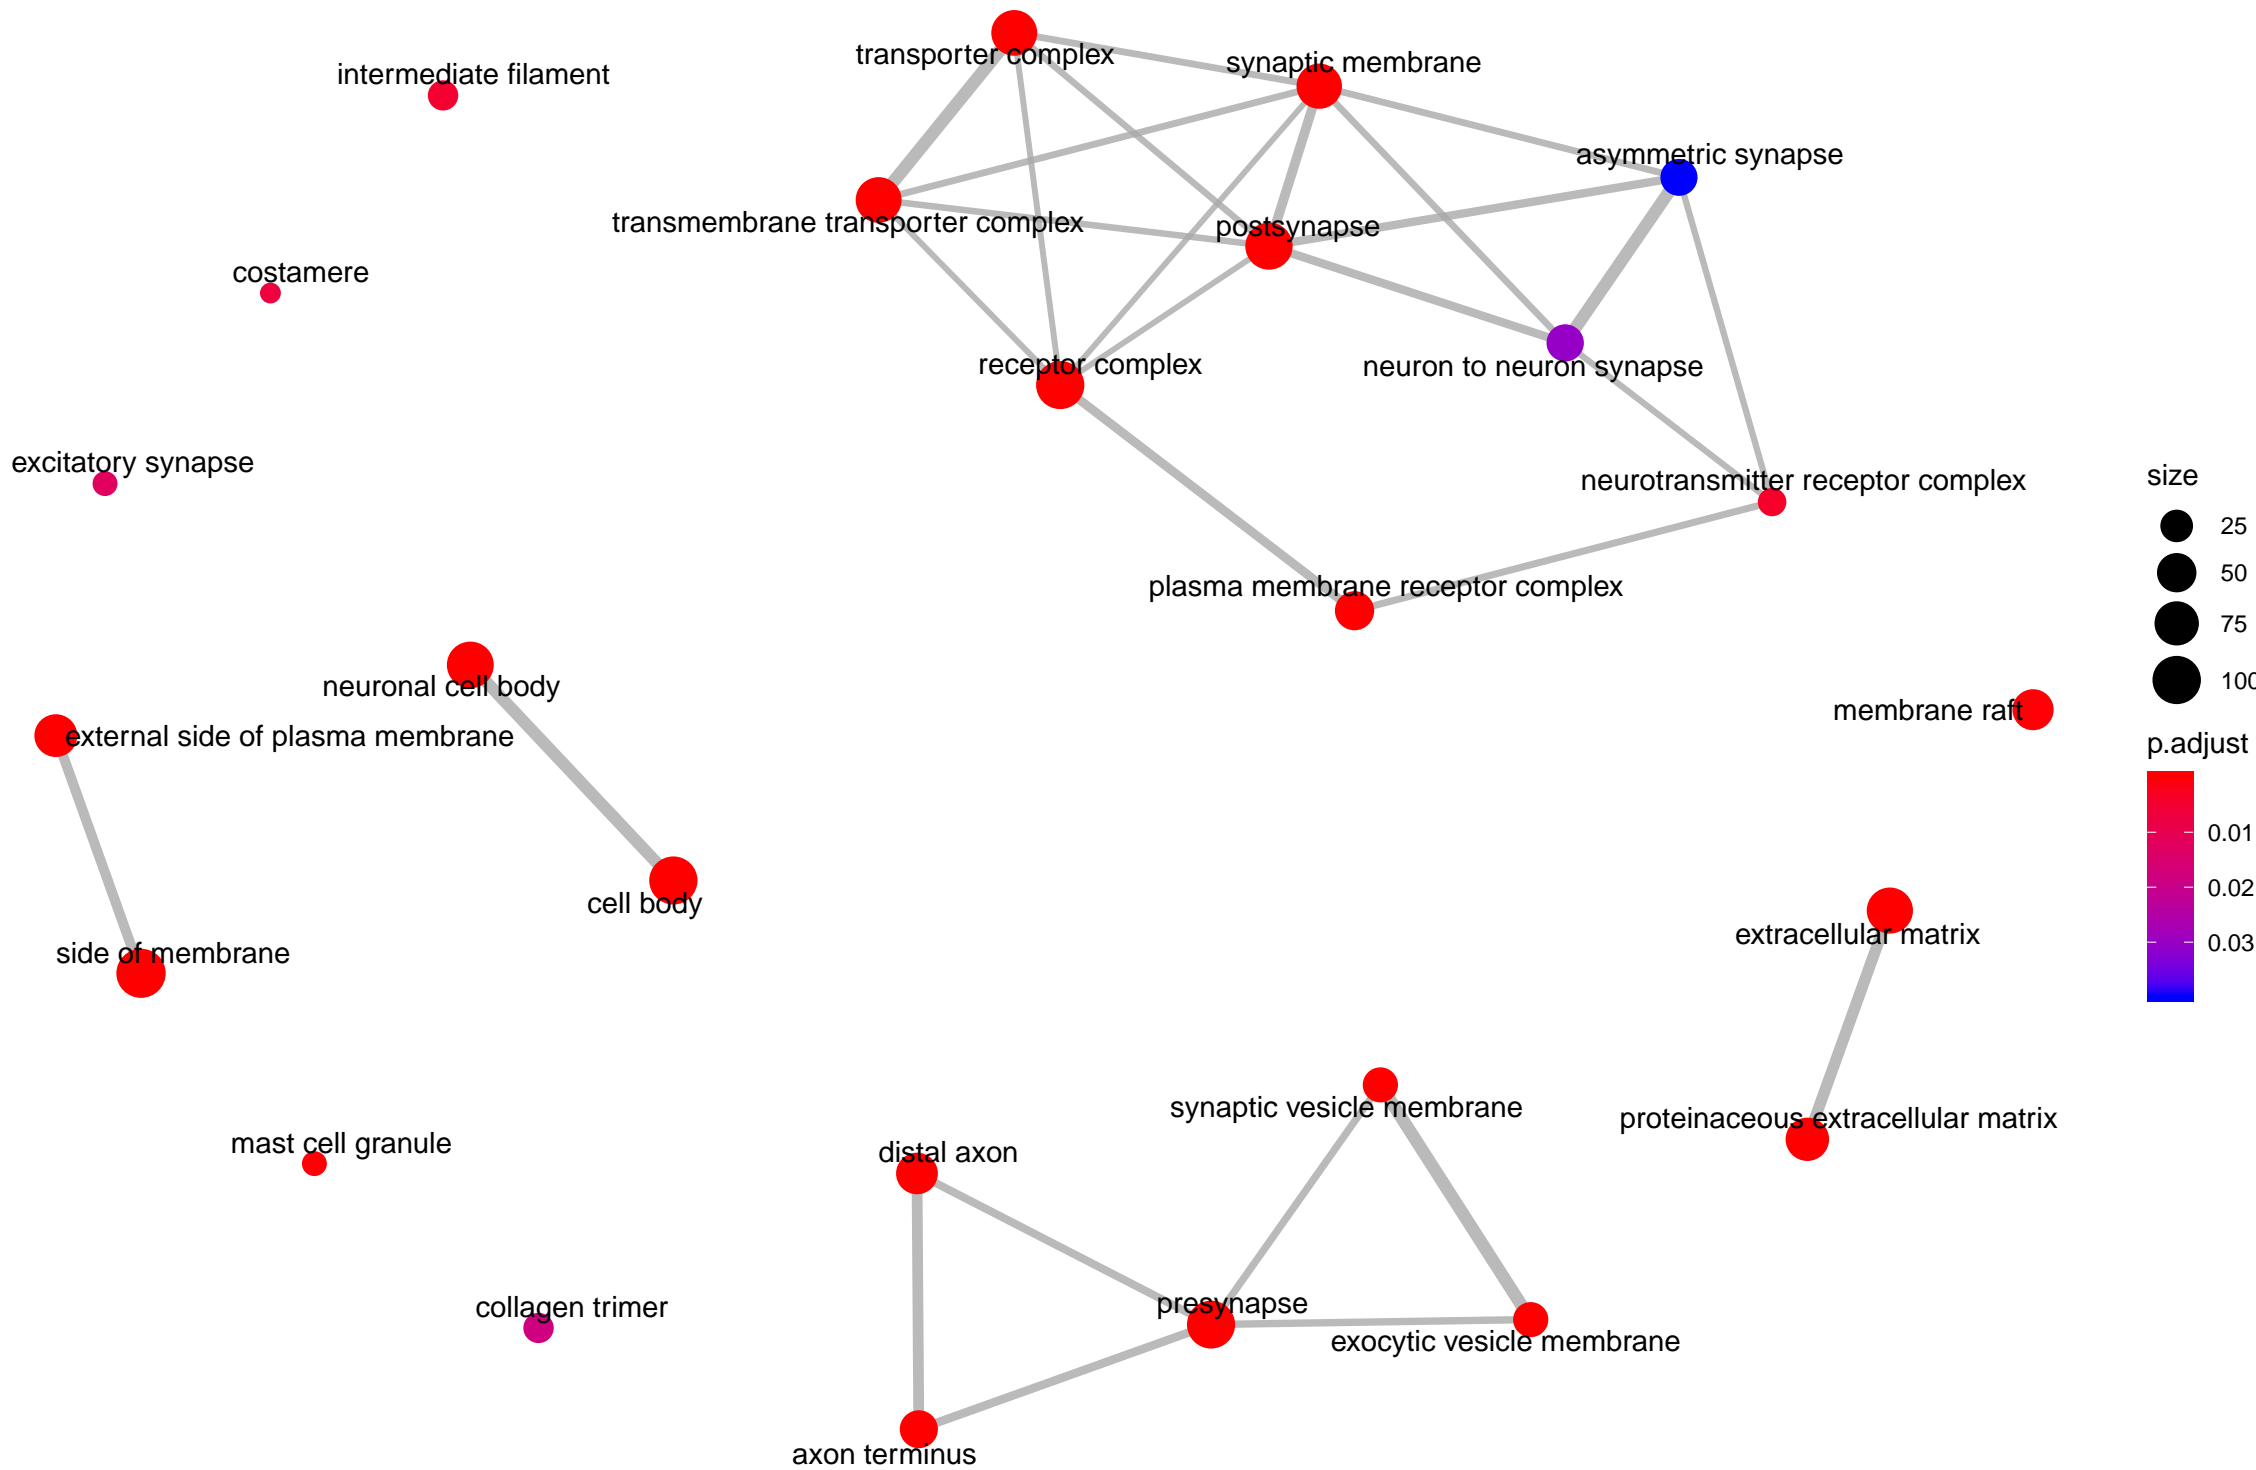 transporter complex
synaptic membrane
intermediate filament
asymmetric synapse
transmembrane transporter complex
postsynapse
costamere
receptor complex
neuron to neuron synapse
excitatory synapse
neurotransmitter receptor complex
size
25
50
75
100
plasma membrane receptor complex
neuronal cell body
membrane raft
external side of plasma membrane
p.adjust
0.01
0.02
0.03
cell body
extracellular matrix
side of membrane
synaptic vesicle membrane
proteinaceous extracellular matrix
mast cell granule
distal axon
collagen trimer
presynapse
exocytic vesicle membrane
axon terminus